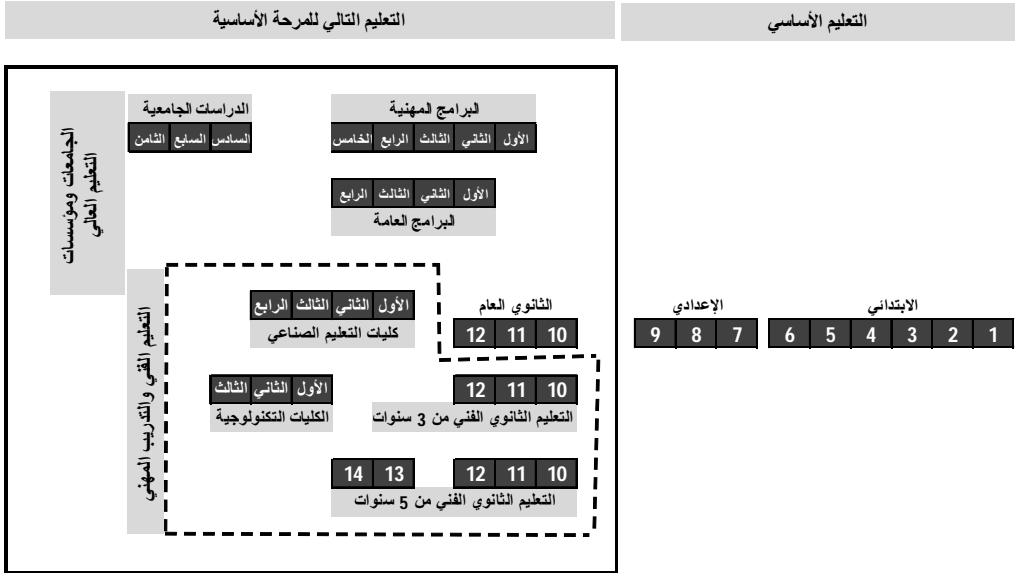 التعليم الأساسي
التعليم التالي للمرحة الأساسية
الابتدائي
1 2 3 4 5 6
الإعدادي
7 8 9
الثانوي العام
10 11 12
البرامج المهنية
الأول الثاني الثالث الرابع الخامس
الدراسات الجامعية
السادس السابع الثامن
الأول الثاني الثالث الرابع
البرامج العامة
الجامعات ومؤسسات
التعليم العالي
الأول الثاني الثالث الرابع
كليات التعليم الصناعي
10 11 12
التعليم الثانوي الفني من 3 سنوات
الأول الثاني الثالث
الكليات التكنولوجية
10 11 12
13 14
التعليم الثانوي الفني من 5 سنوات
التعليم الفني والتدريب المهني